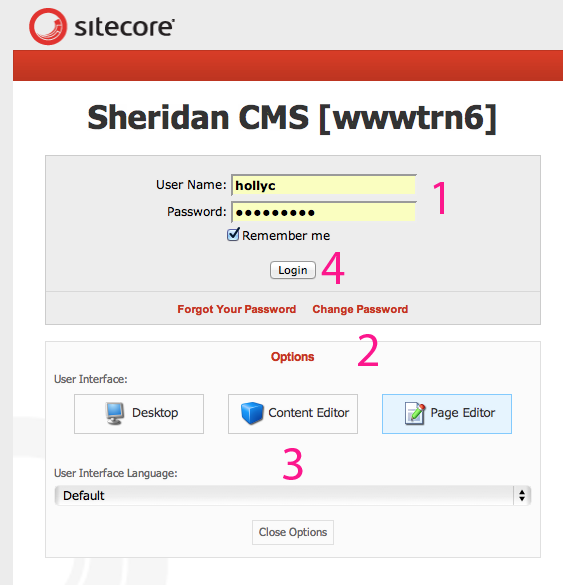 sitecore
Sheridan CMS [wwwtrn6]
User Name: hollyc 1
Password: •••••••••
Remember me
Login 4
Forgot Your Password Change Password
Options 2
User Interface:
Desktop Content Editor Page Editor
3
User Interface Language:
Default
Close Options